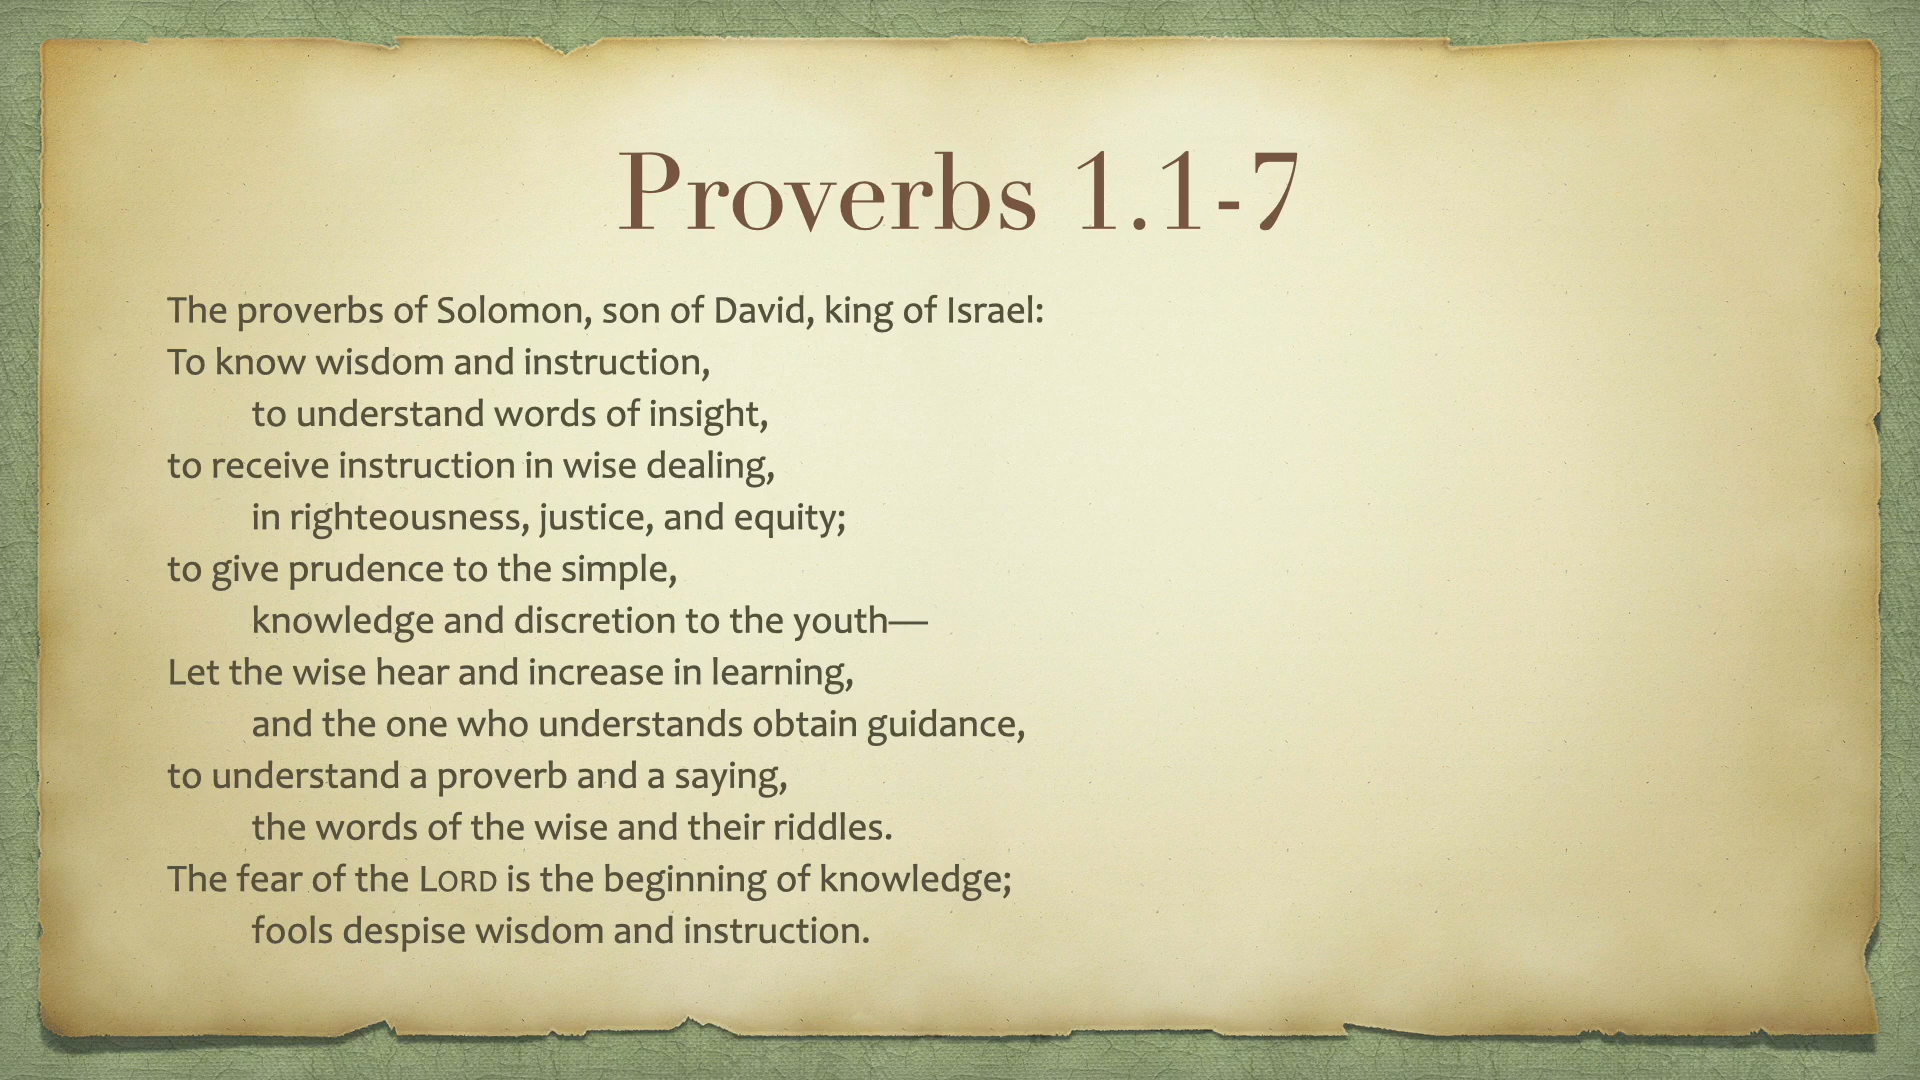 Proverbs 1.1-7
The proverbs of Solomon, son of David, king of Israel:
To know wisdom and instruction,
to understand words of insight,
to receive instruction in wise dealing,
in righteousness, justice, and equity;
to give prudence to the simple,
knowledge and discretion to the youth—
Let the wise hear and increase in learning,
and the one who understands obtain guidance,
to understand a proverb and a saying,
the words of the wise and their riddles.
The fear of the LORD is the beginning of knowledge;
fools despise wisdom and instruction.